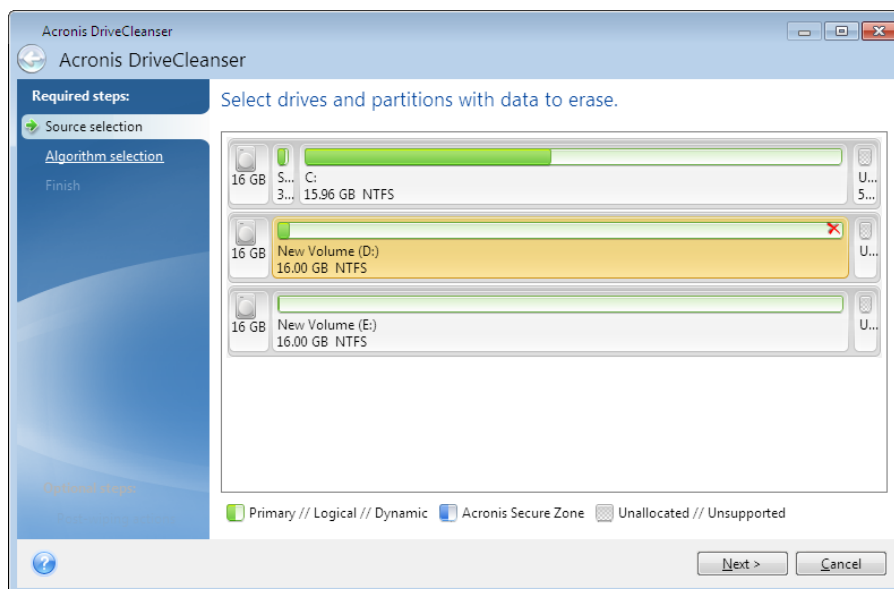 Acronis DriveCleanser
Acronis DriveCleanser
Required steps:
Source selection
Algorithm selection
Finish
Optional steps:
Select drives and partitions with data to erase.
16 GB
S...
3...
C:
15.96 GB NTFS
U...
5...
16 GB
New Volume (D:)
16.00 GB NTFS
U...
16 GB
New Volume (E:)
16.00 GB NTFS
U...
Primary // Logical // Dynamic
Acronis Secure Zone
Unallocated // Unsupported
Next >
Cancel